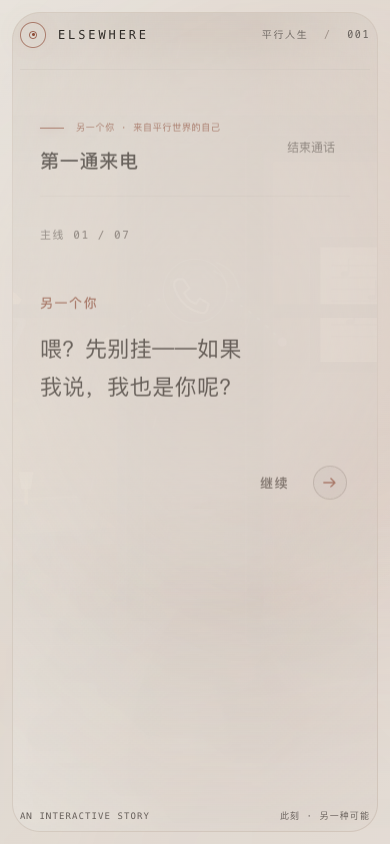 ELSEWHERE
平行人生 / 001
另一个你 · 来自平行世界的自己
第一通来电
结束通话
主线 01 / 07
另一个你
喂？先别挂——如果
我说，我也是你呢？
继续
AN INTERACTIVE STORY
此刻 · 另一种可能